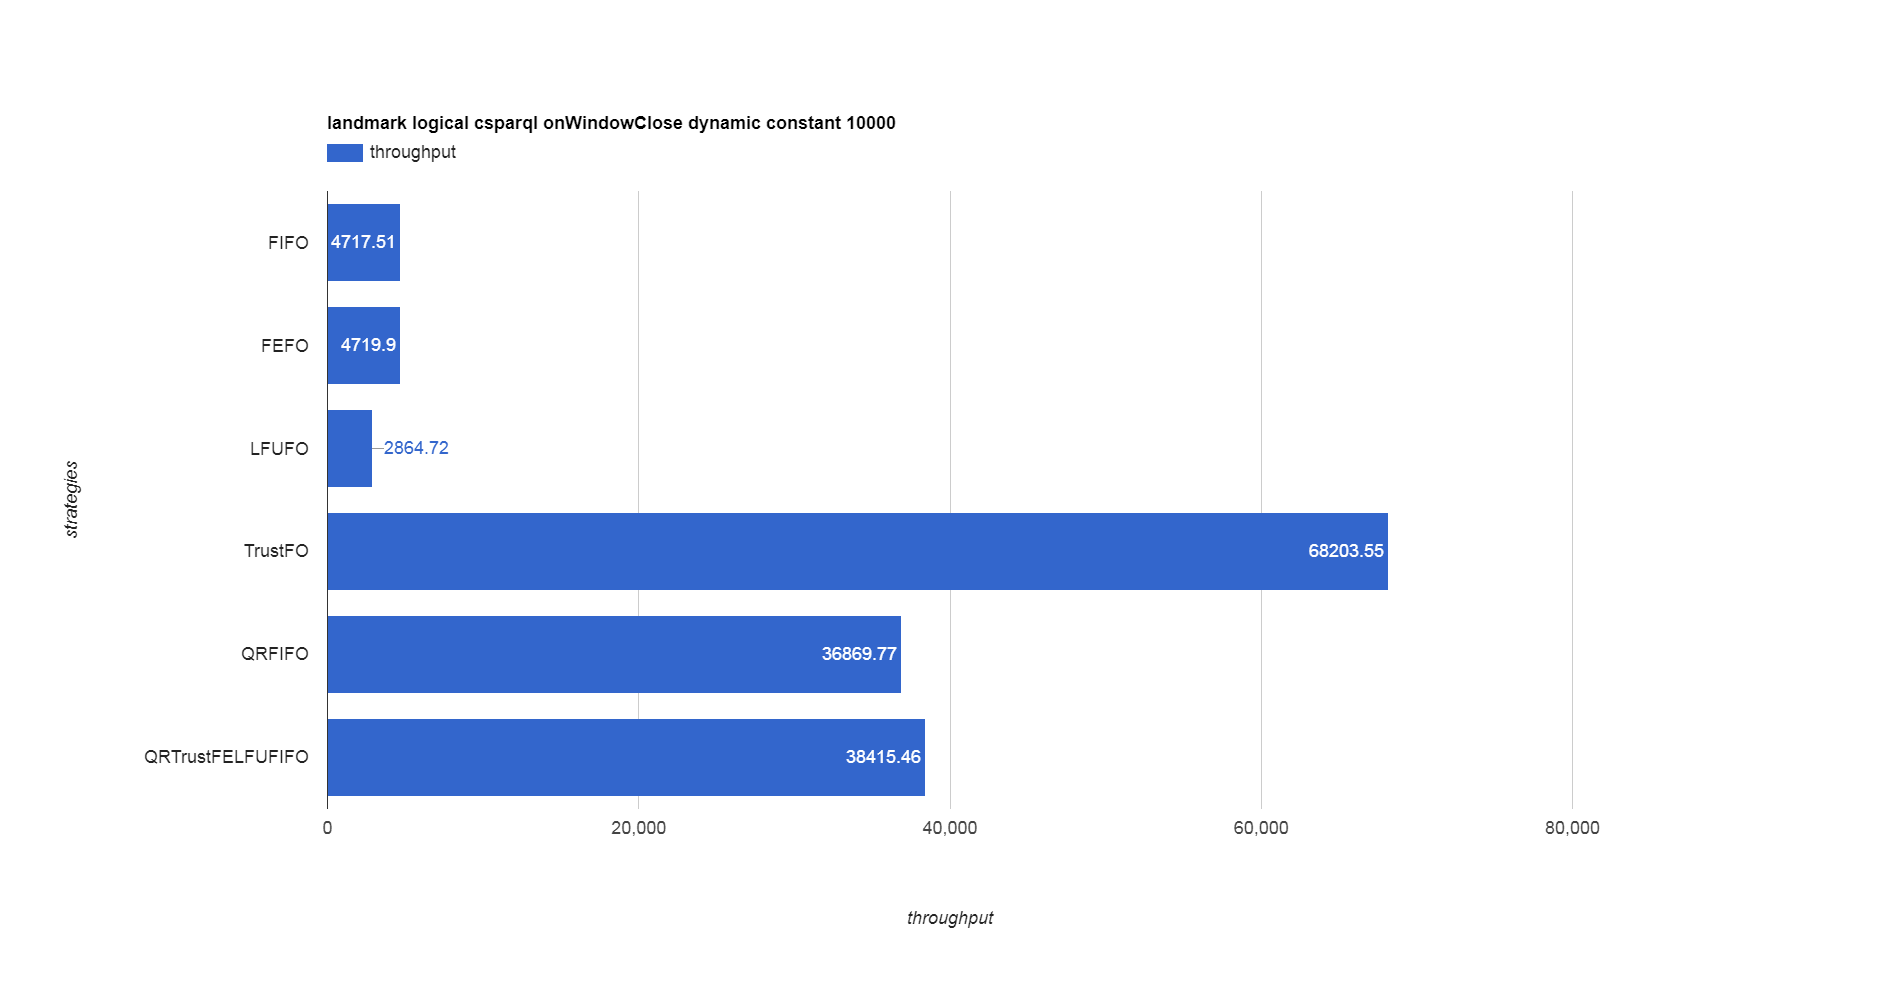 landmark logical csparql onWindowClose dynamic constant 10000
throughput
strategies
FIFO 4717.51
FEFO 4719.9
LFUFO 2864.72
TrustFO 68203.55
QRFIFO 36869.77
QRTrustFELFUFIFO 38415.46
0 20,000 40,000 60,000 80,000
throughput